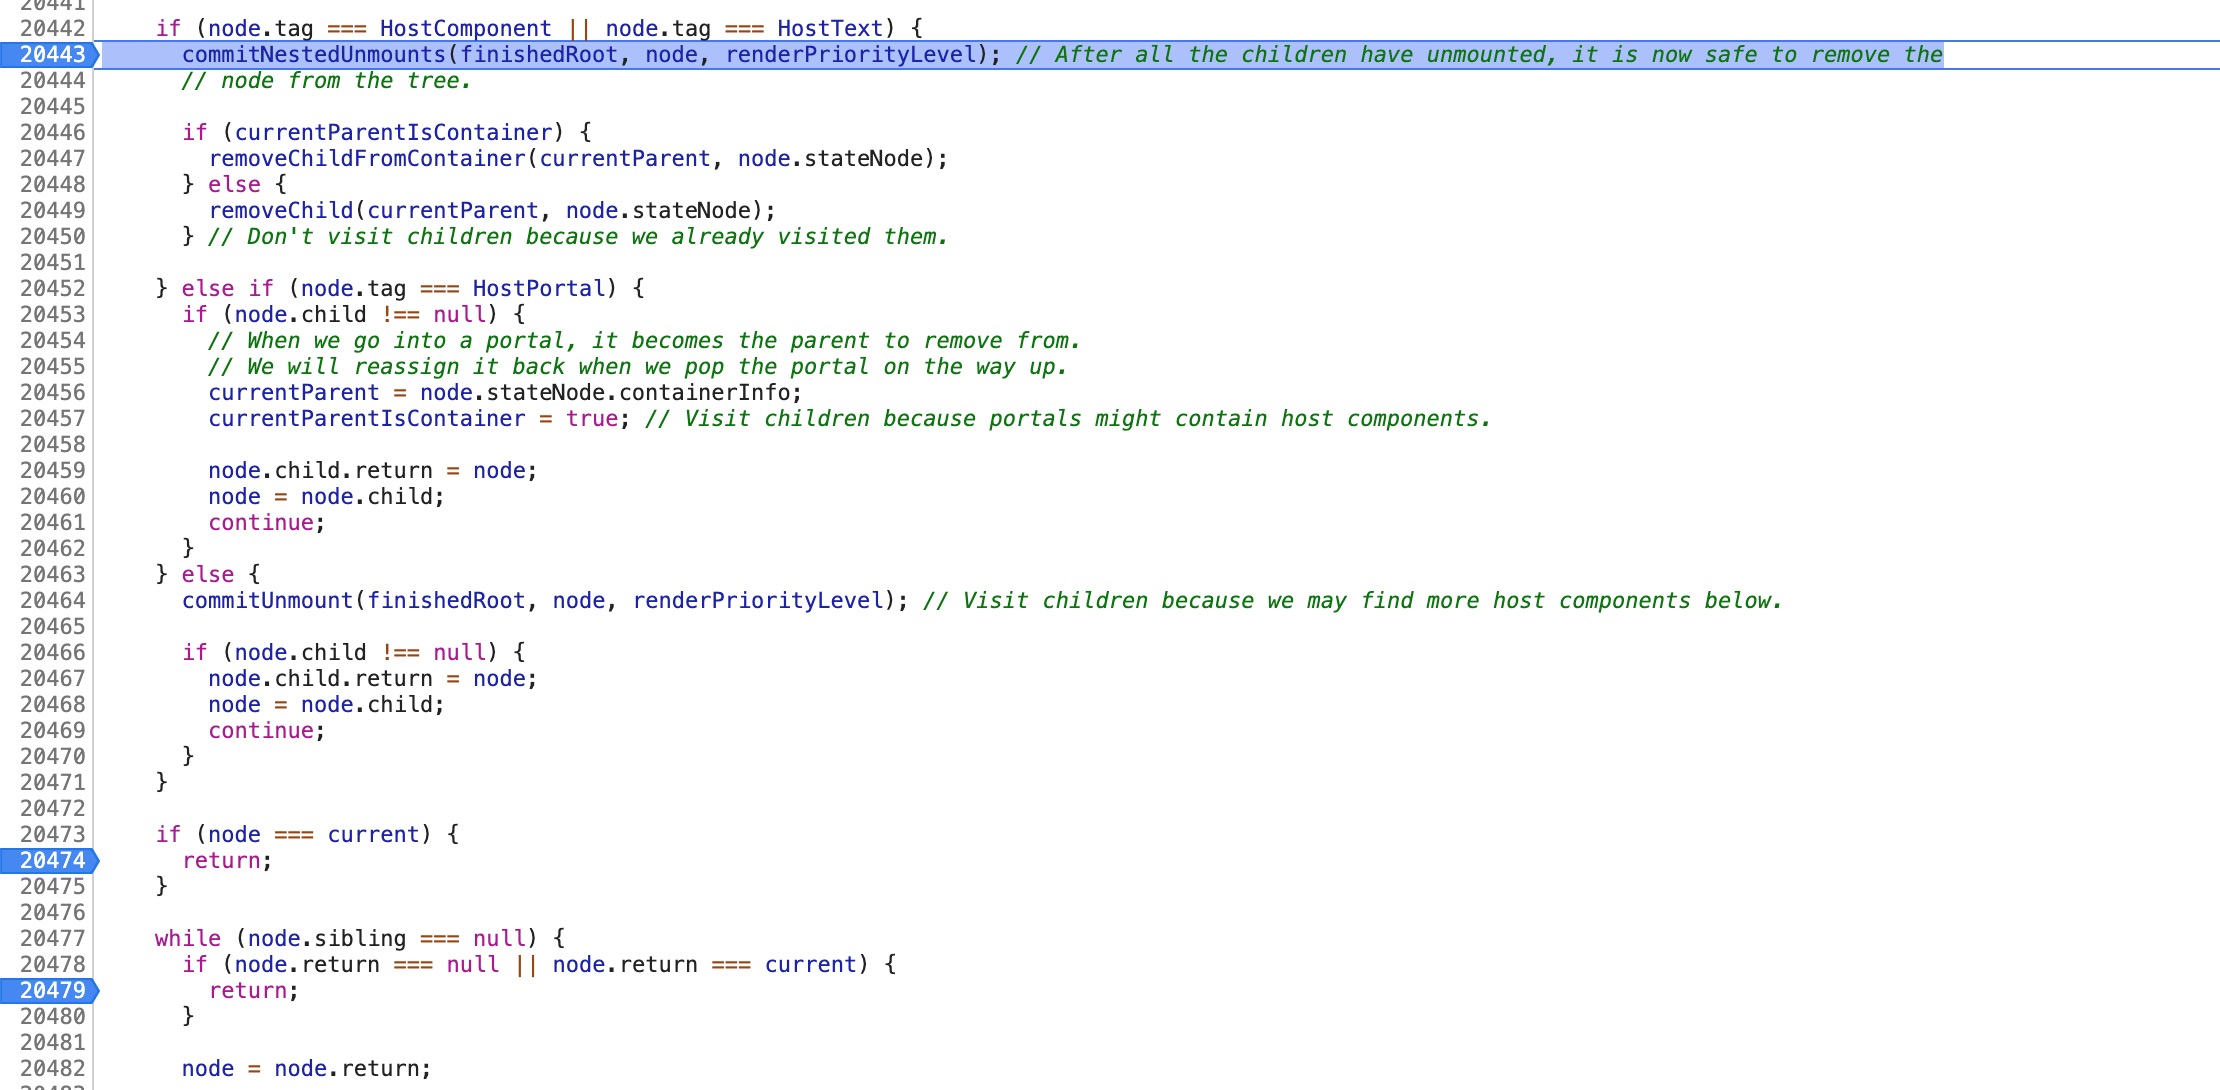 20441
20442 if (node.tag === HostComponent || node.tag === HostText) {
20443 commitNestedUnmounts(finishedRoot, node, renderPriorityLevel); // After all the children have unmounted, it is now safe to remove the
20444 // node from the tree.
20445
20446 if (currentParentIsContainer) {
20447 removeChildFromContainer(currentParent, node.stateNode);
20448 } else {
20449 removeChild(currentParent, node.stateNode);
20450 } // Don't visit children because we already visited them.
20451
20452 } else if (node.tag === HostPortal) {
20453 if (node.child !== null) {
20454 // When we go into a portal, it becomes the parent to remove from.
20455 // We will reassign it back when we pop the portal on the way up.
20456 currentParent = node.stateNode.containerInfo;
20457 currentParentIsContainer = true; // Visit children because portals might contain host components.
20458
20459 node.child.return = node;
20460 node = node.child;
20461 continue;
20462 }
20463 } else {
20464 commitUnmount(finishedRoot, node, renderPriorityLevel); // Visit children because we may find more host components below.
20465
20466 if (node.child !== null) {
20467 node.child.return = node;
20468 node = node.child;
20469 continue;
20470 }
20471 }
20472
20473 if (node === current) {
20474 return;
20475 }
20476
20477 while (node.sibling === null) {
20478 if (node.return === null || node.return === current) {
20479 return;
20480 }
20481
20482 node = node.return;
20483